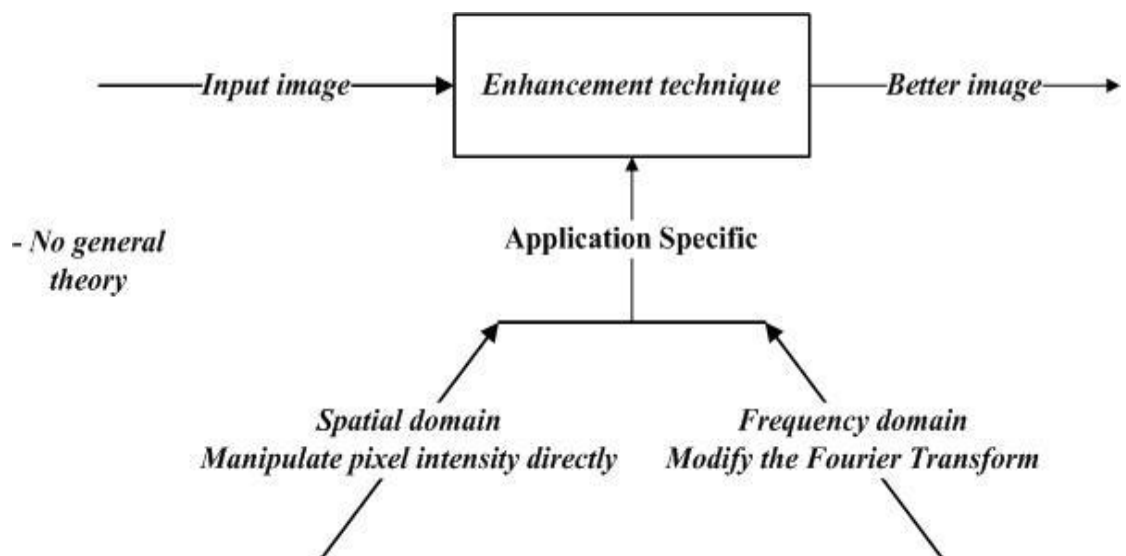 Input image
Enhancement technique
Better image
- No general
theory
Application Specific
Spatial domain
Manipulate pixel intensity directly
Frequency domain
Modify the Fourier Transform